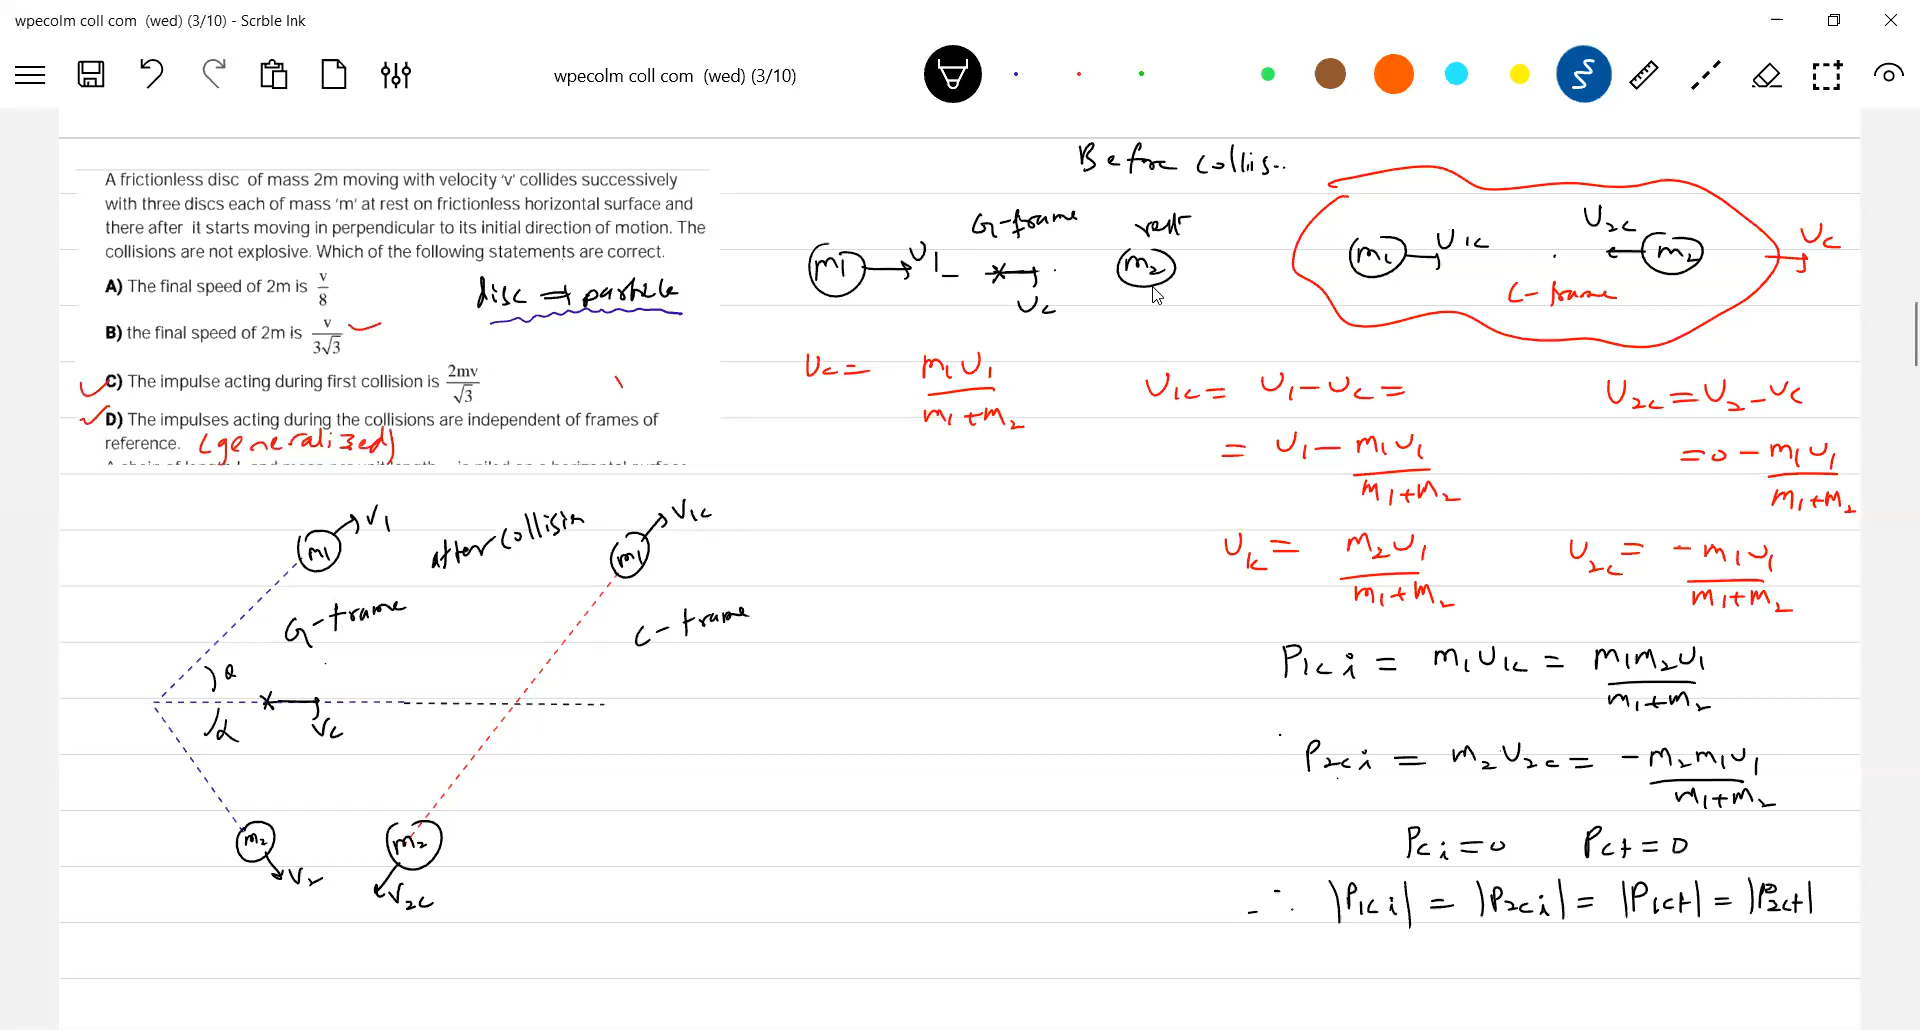 wpecolm coll com (wed) (3/10) - Scrble Ink
wpecolm coll com (wed) (3/10)
A frictionless disc of mass 2m moving with velocity 'v' collides successively
with three discs each of mass 'm' at rest on frictionless horizontal surface and
there after it starts moving in perpendicular to its initial direction of motion. The
collisions are not explosive. Which of the following statements are correct.
A) The final speed of 2m is v/8
B) the final speed of 2m is v/3√3
C) The impulse acting during first collision is 2mv/√3
D) The impulses acting during the collisions are independent of frames of
reference. (generalized)
disc → particle
Before collis..
G-frame
rest
m1 → U1
m2
Uc
m1 U1c
U2c m2
Uc
C-frame
Uc = m1U1/(m1+m2)
U1c = U1 - Uc =
= U1 - m1U1/(m1+m2)
U1c = m2U1/(m1+m2)
U2c = U2 - Uc
= 0 - m1U1/(m1+m2)
U2c = -m1U1/(m1+m2)
P1ci = m1U1c = m1m2U1/(m1+m2)
P2ci = m2U2c = -m2m1U1/(m1+m2)
Pci = 0 Pcf = 0
∴ |P1ci| = |P2ci| = |P1cf| = |P2cf|
m1 V1
after collision
m1 V1c
G-frame
C-frame
θ
α
Vc
m2 V2
m2 V2c